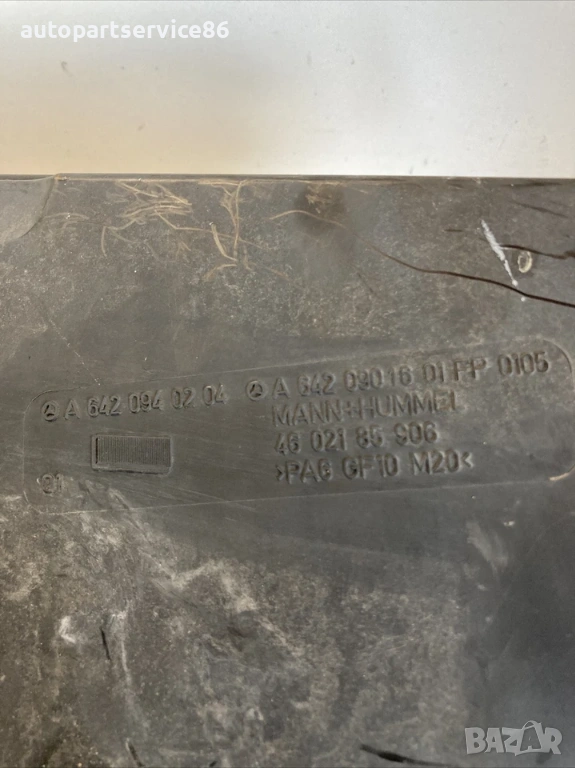 autopartservice86
A 642 094 02 04
A 642 090 16 01 FP 0105
MANN+HUMMEL
46 021 85 906
>PA6 GF10 M20<
01
BAZAR